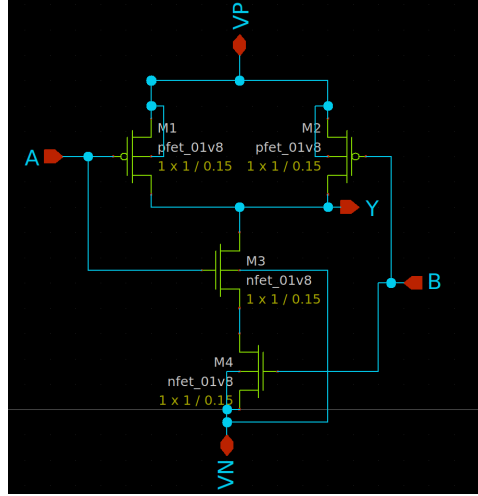 VP
M1
pfet_01v8
1 x 1 / 0.15
M2
pfet_01v8
1 x 1 / 0.15
A
Y
M3
nfet_01v8
1 x 1 / 0.15
B
M4
nfet_01v8
1 x 1 / 0.15
VN